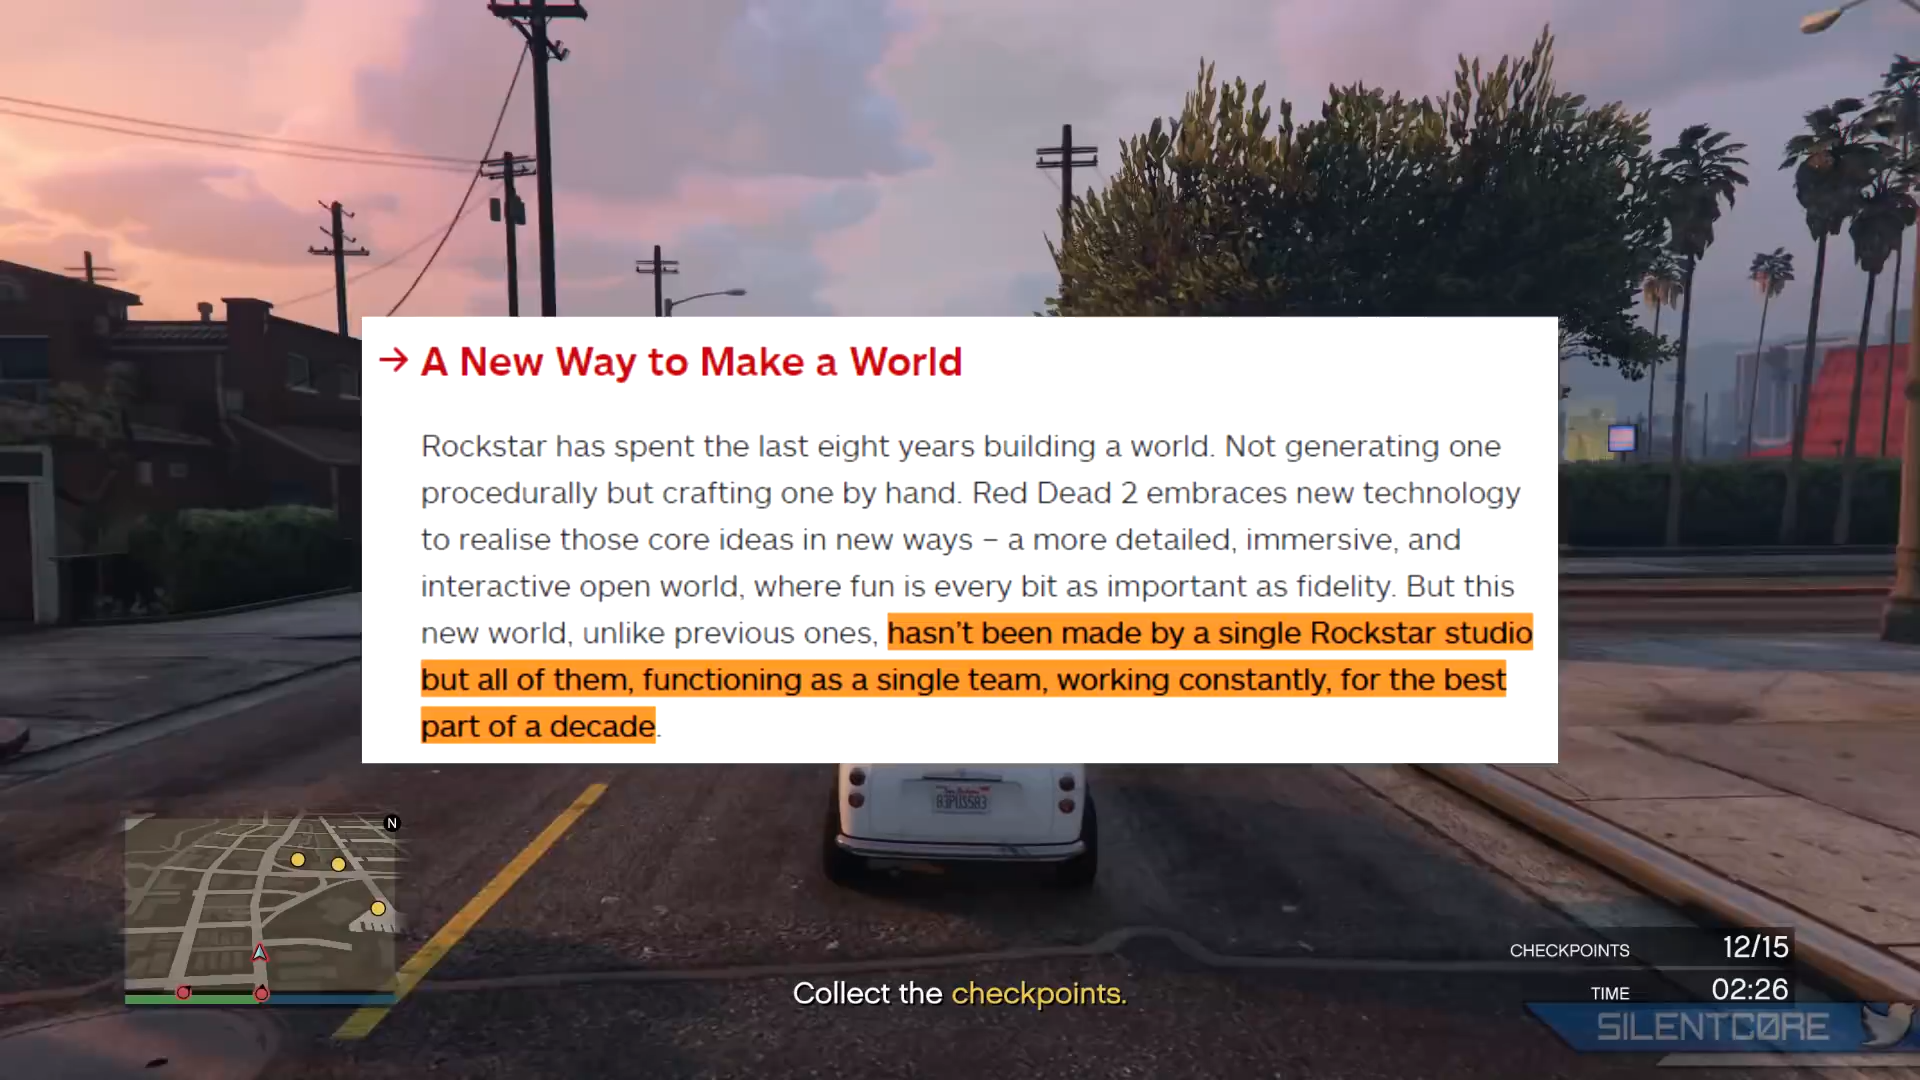 → A New Way to Make a World
Rockstar has spent the last eight years building a world. Not generating one
procedurally but crafting one by hand. Red Dead 2 embraces new technology
to realise those core ideas in new ways – a more detailed, immersive, and
interactive open world, where fun is every bit as important as fidelity. But this
new world, unlike previous ones, hasn't been made by a single Rockstar studio
but all of them, functioning as a single team, working constantly, for the best
part of a decade.
83PUS583
N
CHECKPOINTS 12/15
Collect the checkpoints.
TIME 02:26
SILENTCØRE